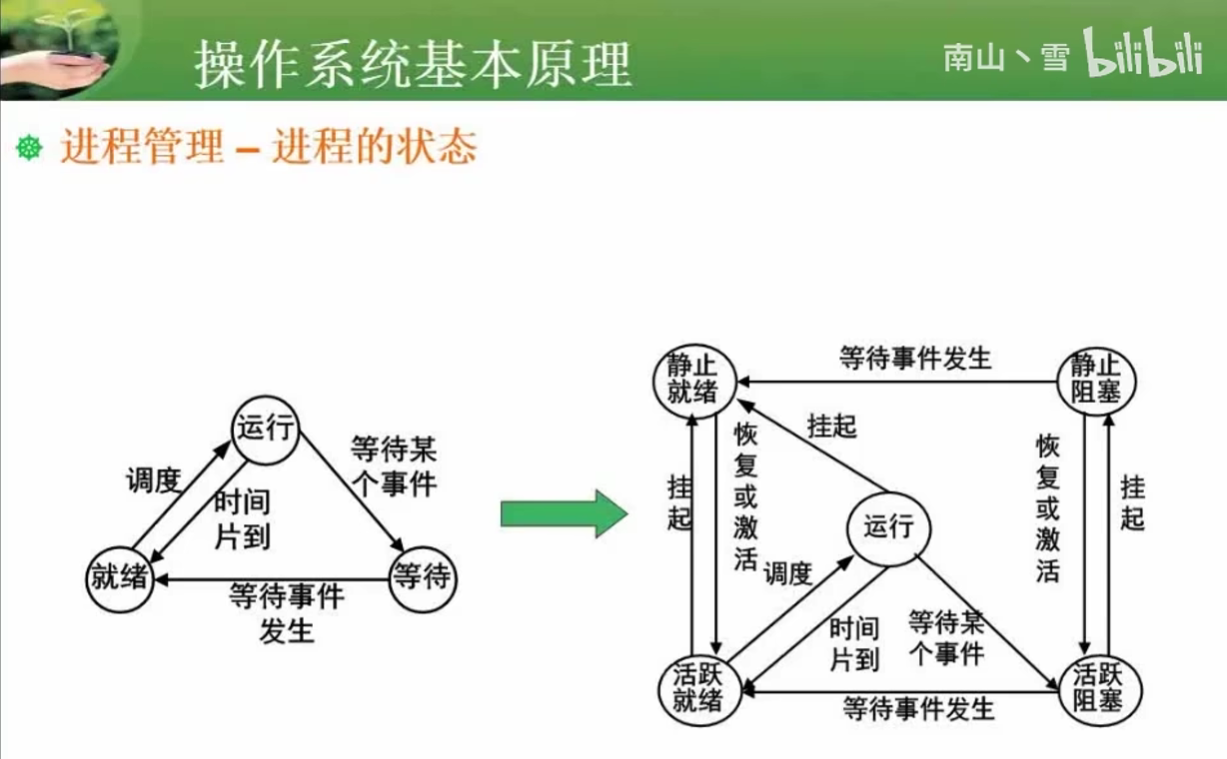 操作系统基本原理
南山丶雪 bilibili
进程管理 – 进程的状态
运行
调度
等待某
个事件
时间
片到
就绪
等待
等待事件
发生
静止
就绪
等待事件发生
静止
阻塞
挂起
挂
起
恢
复
或
激
活
运行
恢
复
或
激
活
挂
起
调度
时间
片到
等待某
个事件
活跃
就绪
等待事件发生
活跃
阻塞